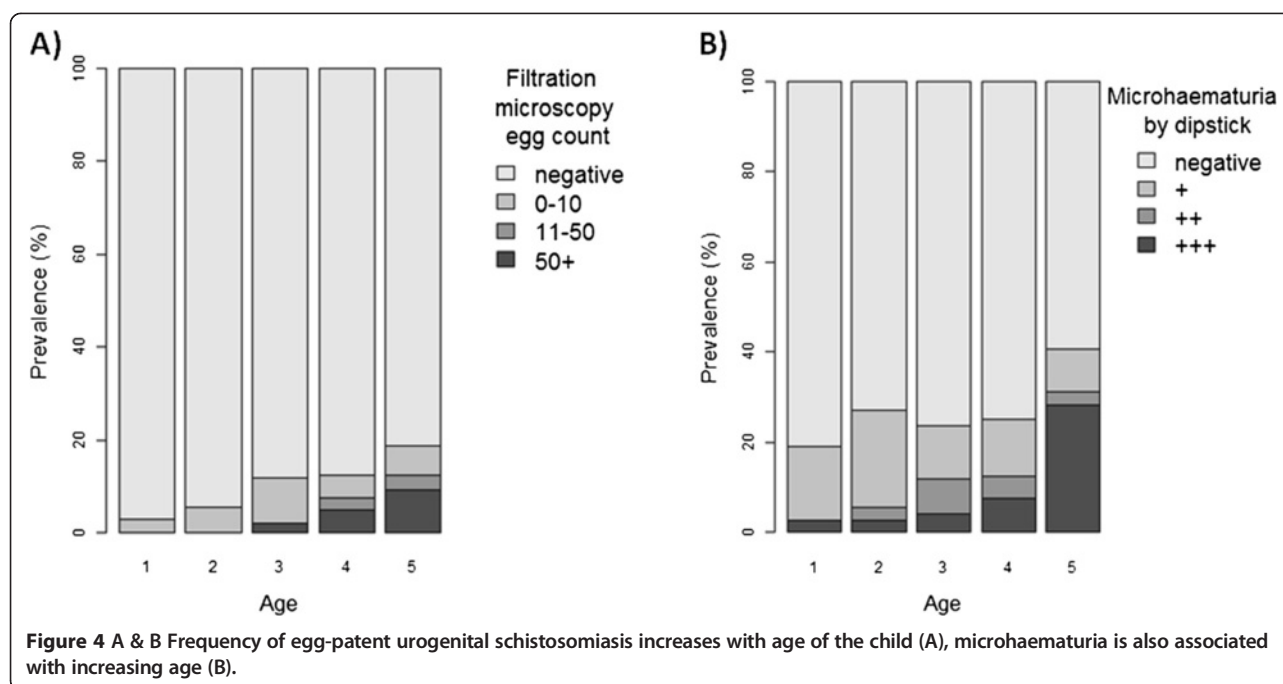 A)
Filtration
microscopy
egg count
negative
0-10
11-50
50+
Prevalence (%)
100
80
60
40
20
0
1 2 3 4 5
Age
B)
Microhaematuria
by dipstick
negative
+
++
+++
Prevalence (%)
100
80
60
40
20
0
1 2 3 4 5
Age
Figure 4 A & B Frequency of egg-patent urogenital schistosomiasis increases with age of the child (A), microhaematuria is also associated
with increasing age (B).